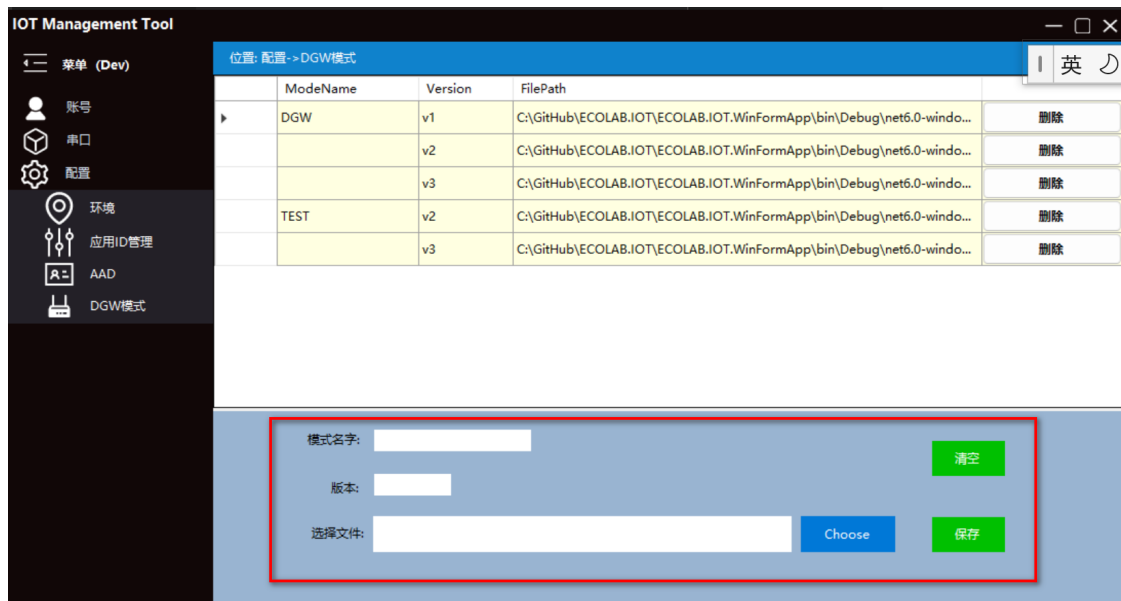 IOT Management Tool
菜单 (Dev)
位置: 配置->DGW模式
英
账号
串口
配置
环境
应用ID管理
AAD
DGW模式
ModeName Version FilePath
DGW v1 C:\GitHub\ECOLAB.IOT\ECOLAB.IOT.WinFormApp\bin\Debug\net6.0-windo... 删除
v2 C:\GitHub\ECOLAB.IOT\ECOLAB.IOT.WinFormApp\bin\Debug\net6.0-windo... 删除
v3 C:\GitHub\ECOLAB.IOT\ECOLAB.IOT.WinFormApp\bin\Debug\net6.0-windo... 删除
TEST v2 C:\GitHub\ECOLAB.IOT\ECOLAB.IOT.WinFormApp\bin\Debug\net6.0-windo... 删除
v3 C:\GitHub\ECOLAB.IOT\ECOLAB.IOT.WinFormApp\bin\Debug\net6.0-windo... 删除
模式名字:
清空
版本:
选择文件: Choose 保存